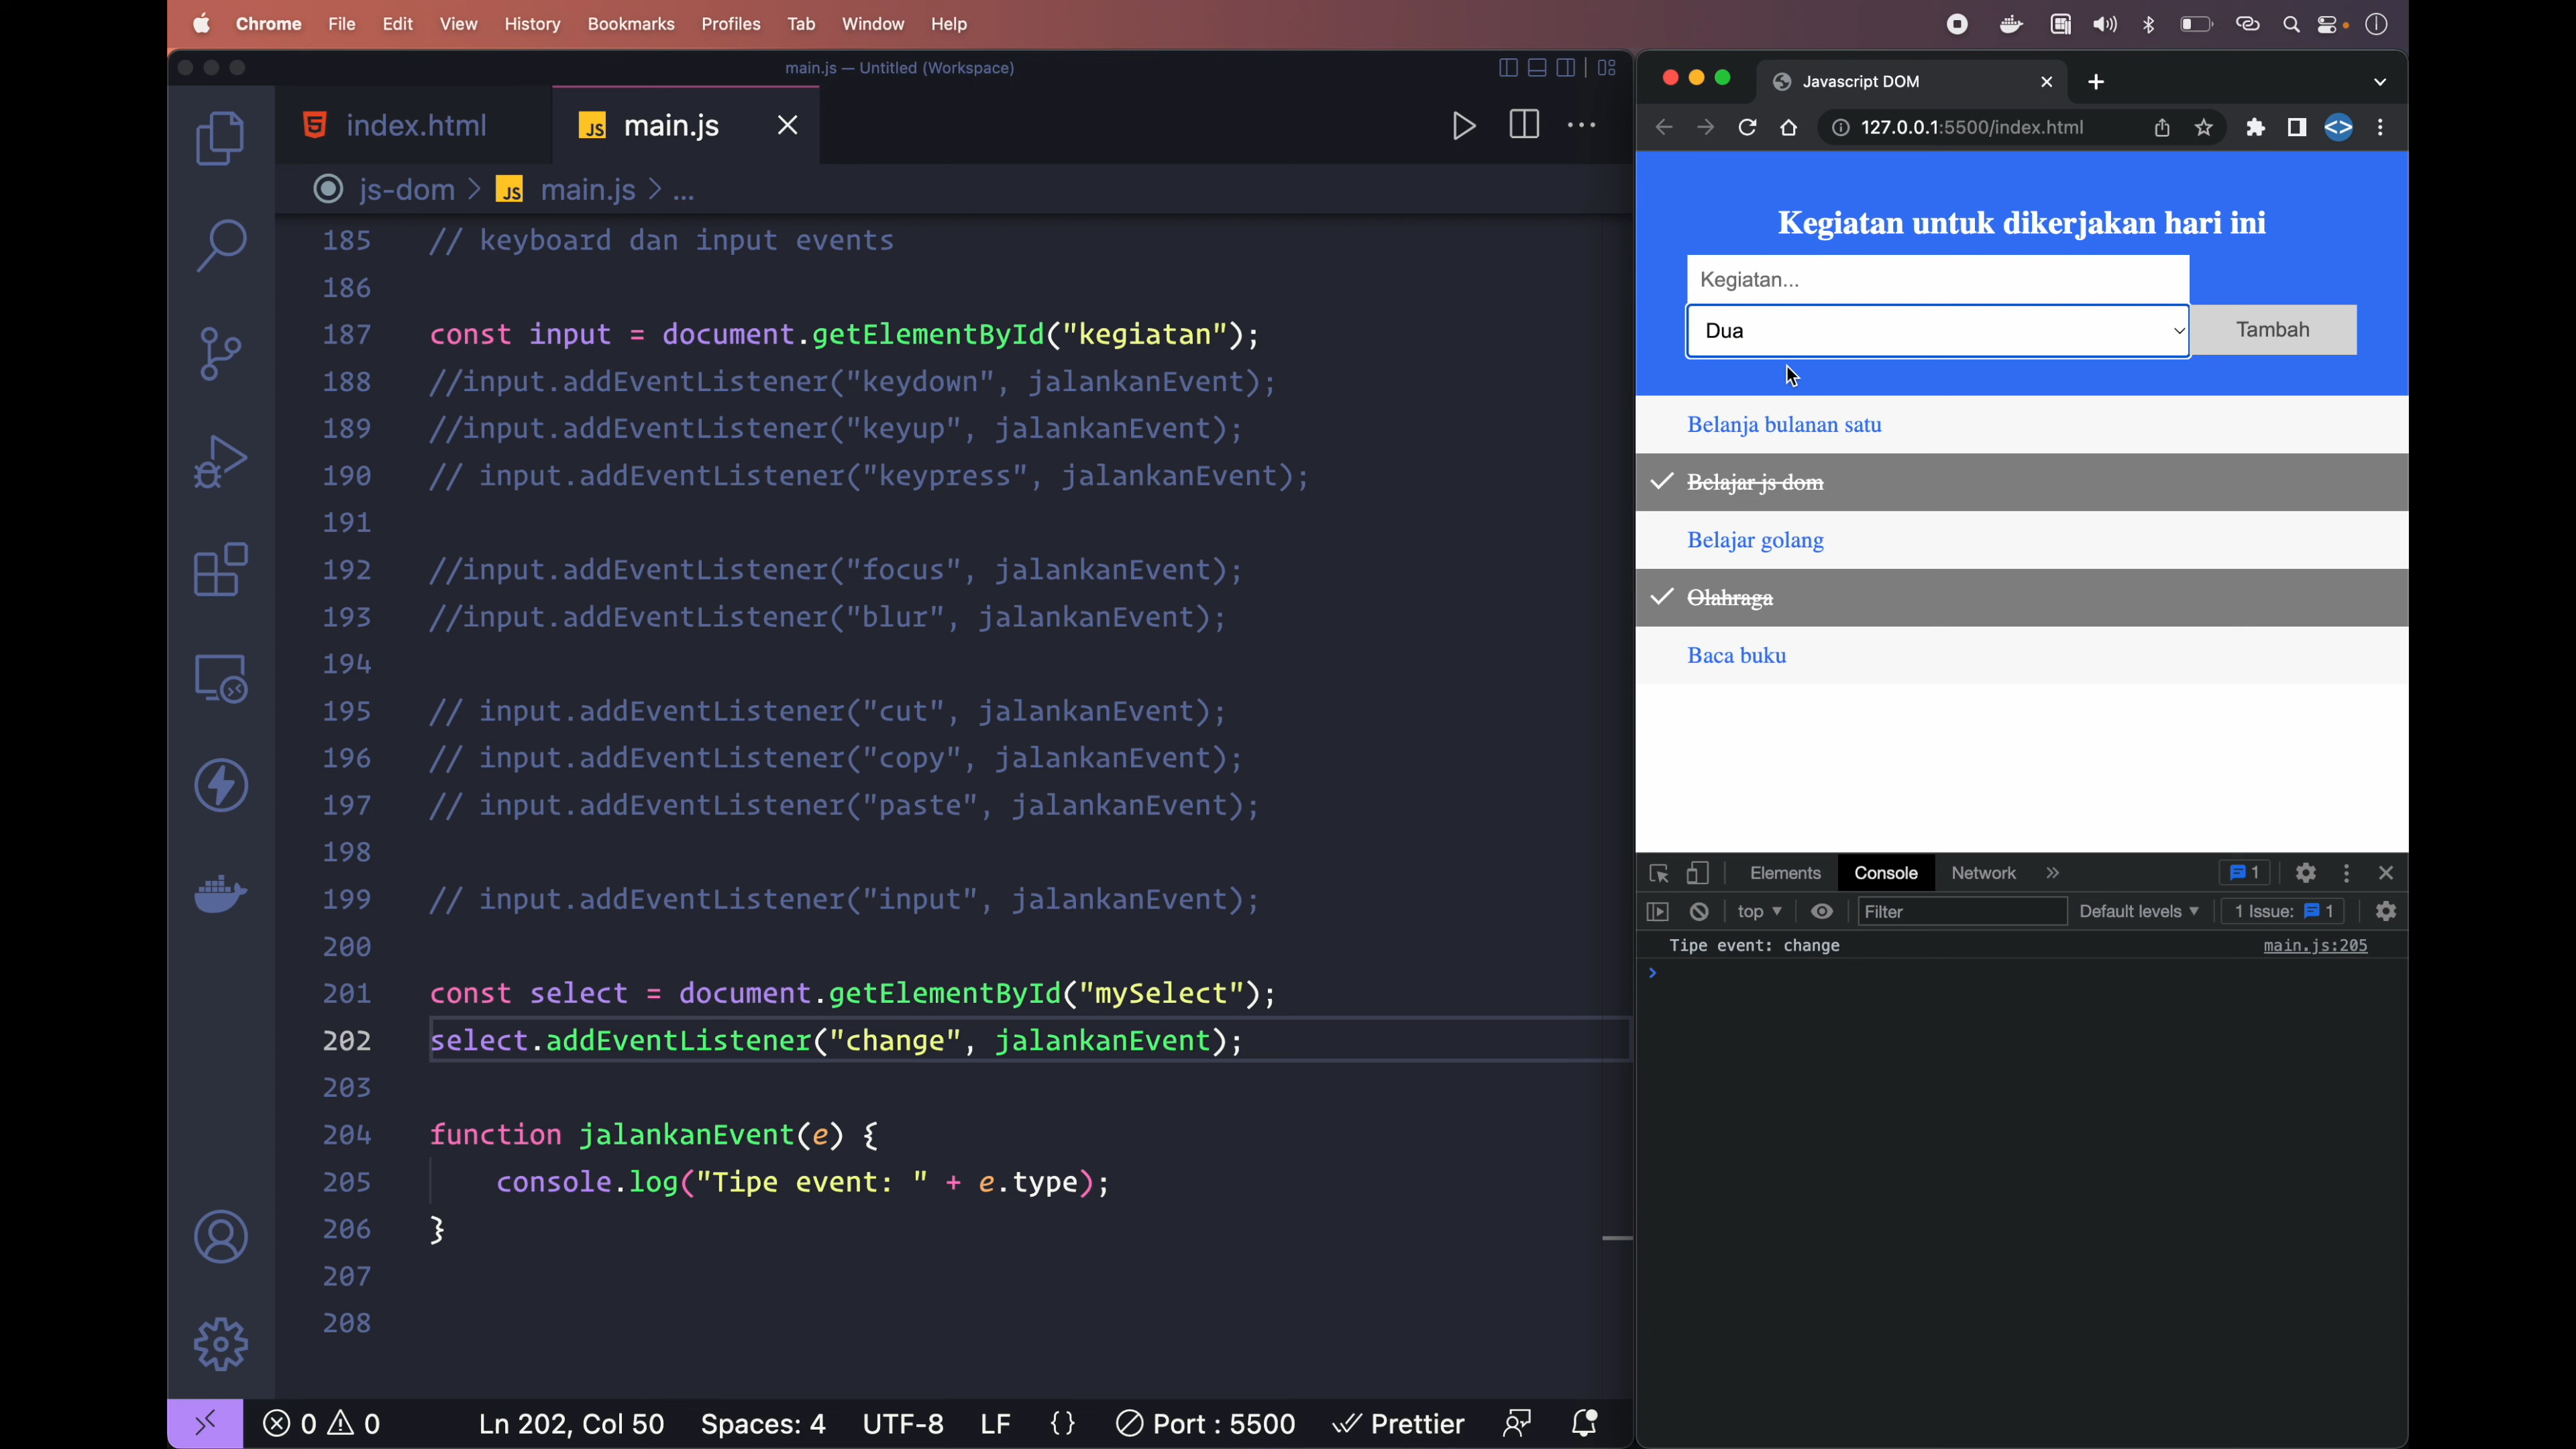 Chrome File Edit View History Bookmarks Profiles Tab Window Help
main.js — Untitled (Workspace)
index.html
JS main.js
js-dom > JS main.js > ...
185 // keyboard dan input events
186
187 const input = document.getElementById("kegiatan");
188 //input.addEventListener("keydown", jalankanEvent);
189 //input.addEventListener("keyup", jalankanEvent);
190 // input.addEventListener("keypress", jalankanEvent);
191
192 //input.addEventListener("focus", jalankanEvent);
193 //input.addEventListener("blur", jalankanEvent);
194
195 // input.addEventListener("cut", jalankanEvent);
196 // input.addEventListener("copy", jalankanEvent);
197 // input.addEventListener("paste", jalankanEvent);
198
199 // input.addEventListener("input", jalankanEvent);
200
201 const select = document.getElementById("mySelect");
202 select.addEventListener("change", jalankanEvent);
203
204 function jalankanEvent(e) {
205 console.log("Tipe event: " + e.type);
206 }
207
208
0 0 Ln 202, Col 50 Spaces: 4 UTF-8 LF {} Port : 5500 Prettier
Javascript DOM
127.0.0.1:5500/index.html
Kegiatan untuk dikerjakan hari ini
Kegiatan...
Dua
Tambah
Belanja bulanan satu
Belajar js dom
Belajar golang
Olahraga
Baca buku
Elements Console Network » 1
top Filter Default levels 1 Issue: 1
Tipe event: change main.js:205